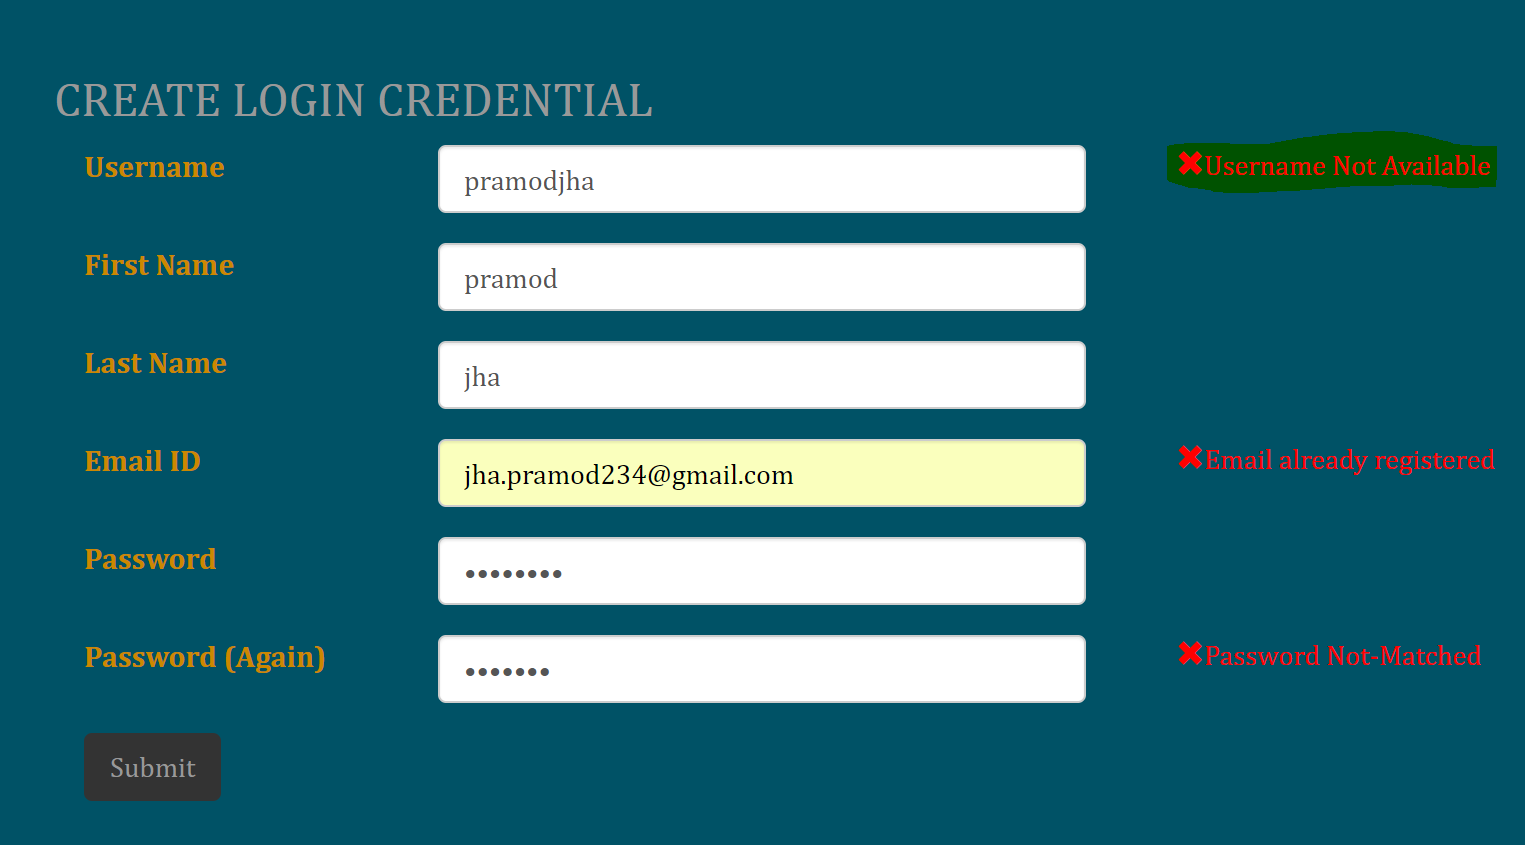 CREATE LOGIN CREDENTIAL
Username pramodjha ✖Username Not Available
First Name pramod
Last Name jha
Email ID jha.pramod234@gmail.com ✖Email already registered
Password ••••••••
Password (Again) ••••••• ✖Password Not-Matched
Submit